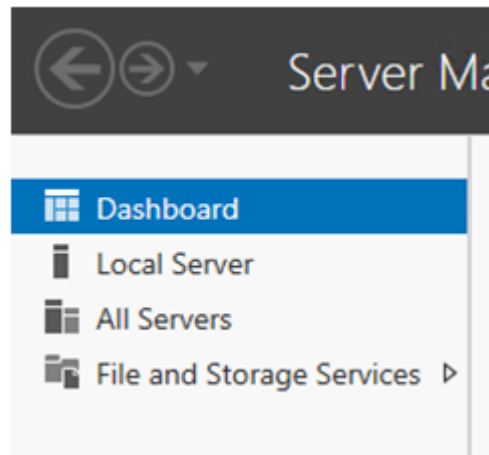 Server Ma
Dashboard
Local Server
All Servers
File and Storage Services